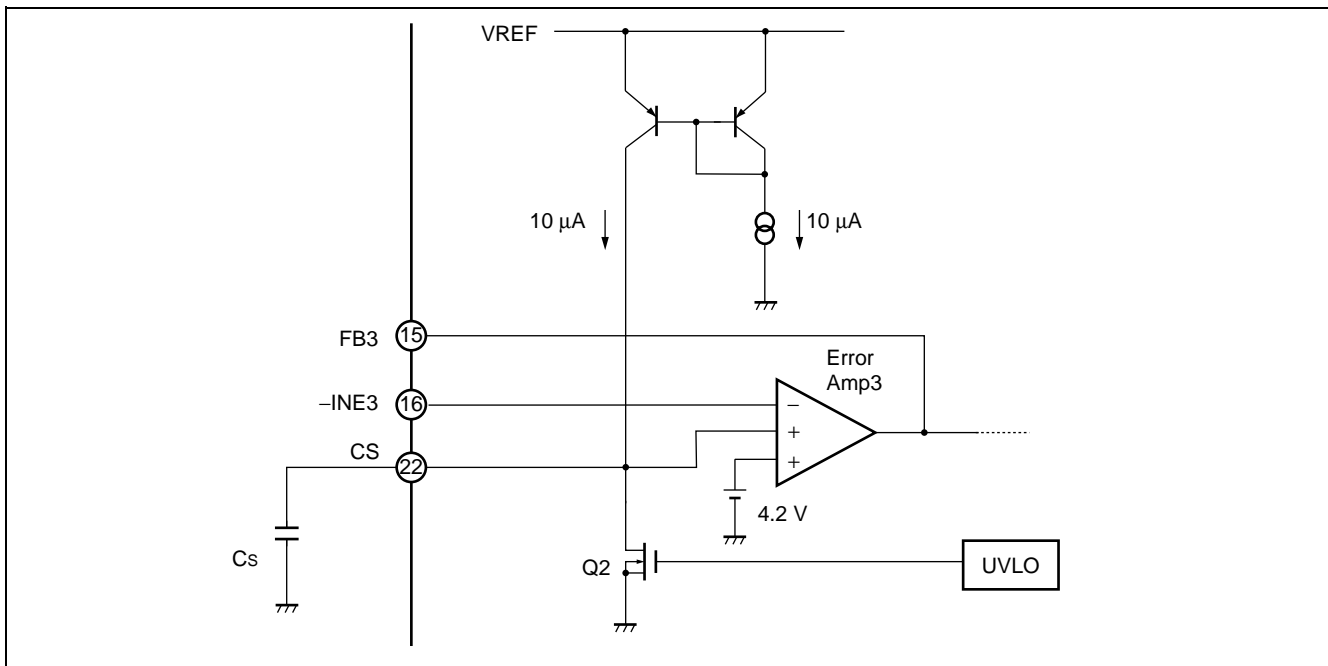 VREF
10 μA
10 μA
FB3
15
Error
Amp3
–INE3
16
−
+
CS
22
+
4.2 V
Cs
Q2
UVLO